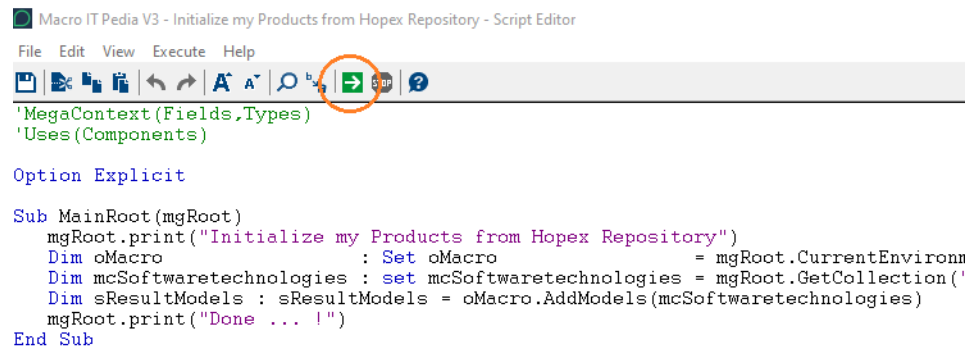 Macro IT Pedia V3 - Initialize my Products from Hopex Repository - Script Editor
File Edit View Execute Help
A A b a STOP ?
'MegaContext(Fields,Types)
'Uses(Components)
Option Explicit
Sub MainRoot(mgRoot)
mgRoot.print("Initialize my Products from Hopex Repository")
Dim oMacro : Set oMacro = mgRoot.CurrentEnvironm
Dim mcSoftwaretechnologies : set mcSoftwaretechnologies = mgRoot.GetCollection('
Dim sResultModels : sResultModels = oMacro.AddModels(mcSoftwaretechnologies)
mgRoot.print("Done ... !")
End Sub